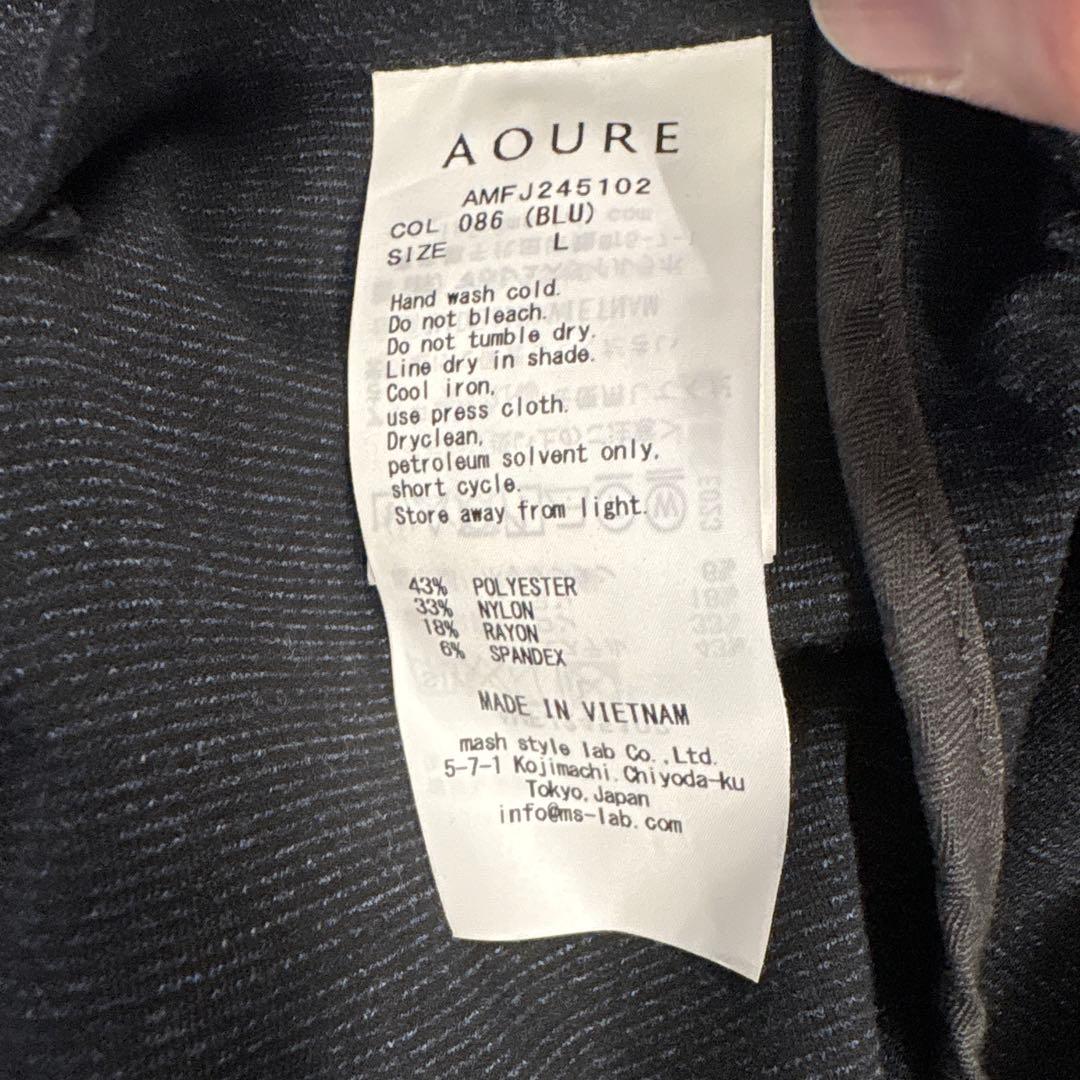 AOURE
AMFJ245102
COL 086 (BLU)
SIZE L
Hand wash cold.
Do not bleach.
Do not tumble dry.
Line dry in shade.
Cool iron,
use press cloth.
Dryclean,
petroleum solvent only,
short cycle.
Store away from light.
43% POLYESTER
33% NYLON
18% RAYON
6% SPANDEX
MADE IN VIETNAM
mash style lab Co.,Ltd.
5-7-1 Kojimachi,Chiyoda-ku
Tokyo,Japan
info@ms-lab.com